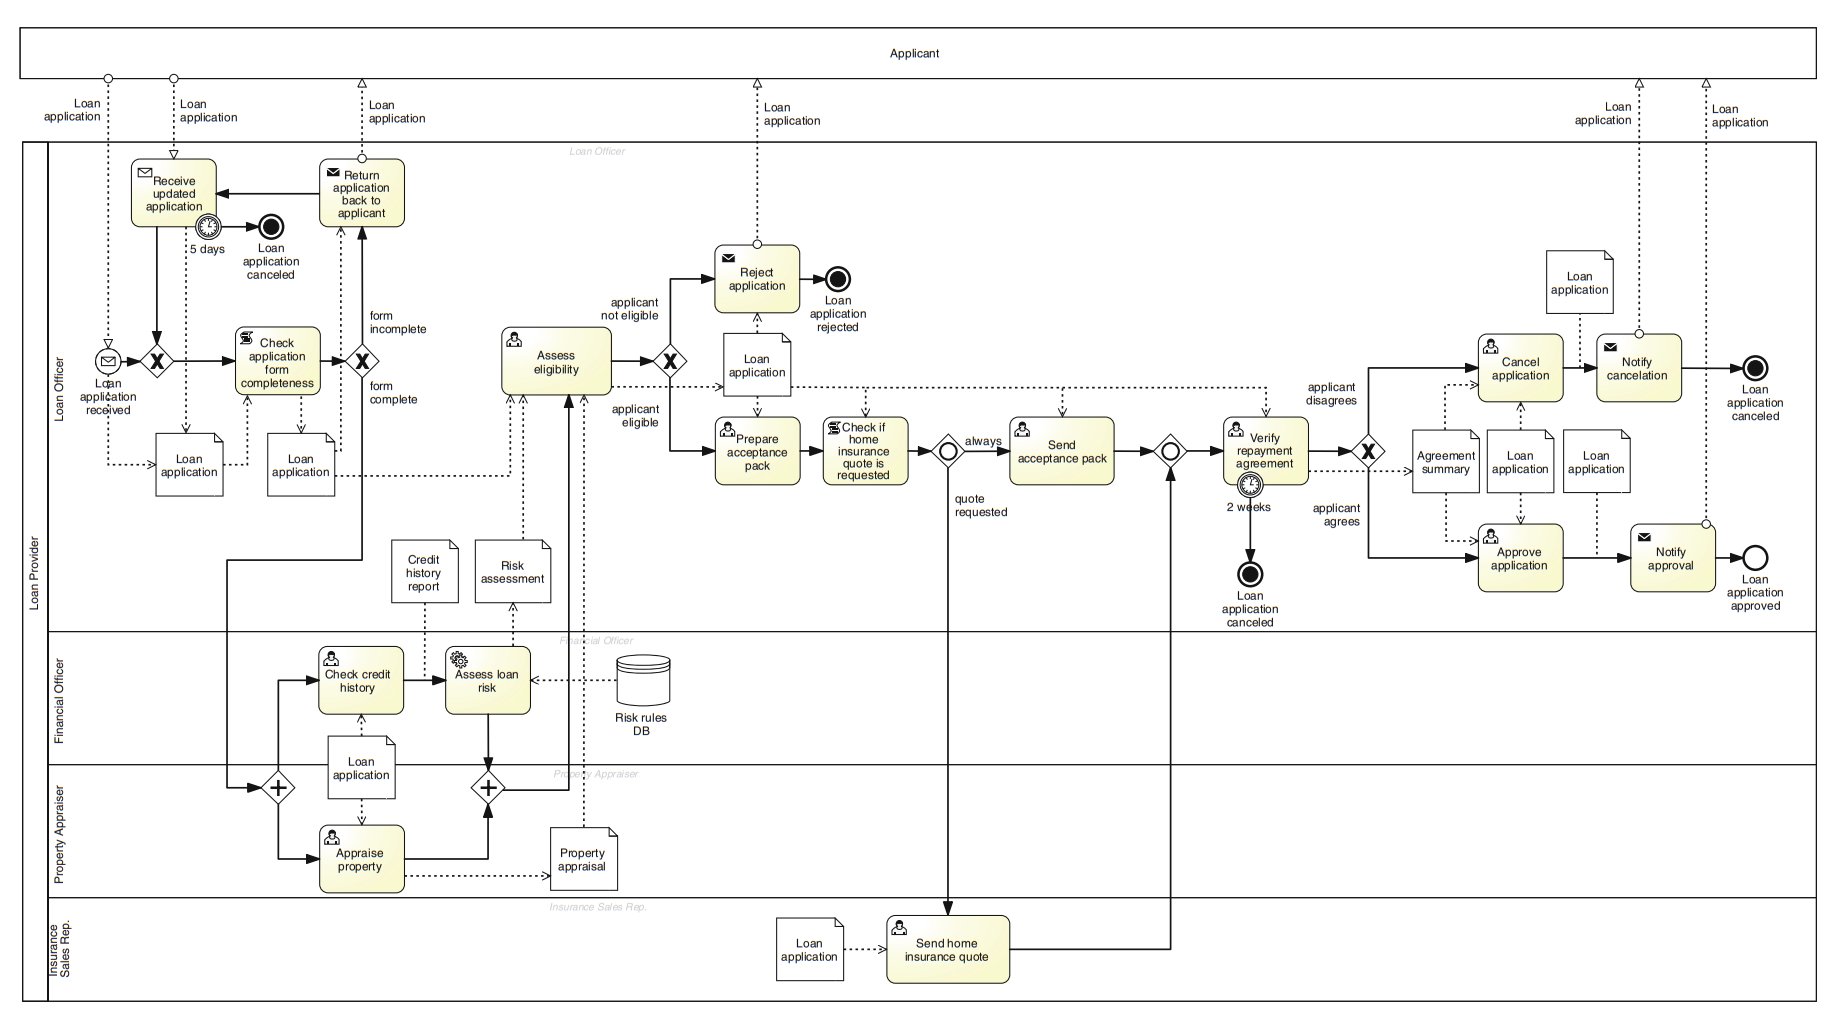 Applicant
Loan
application
Loan
application
Loan
application
Loan
application
Loan
application
Loan
application
Loan Provider
Loan Officer
Loan Officer
Receive
updated
application
5 days
Loan
application
canceled
Return
application
back to
applicant
Loan
application
received
Check
application
form
completeness
form
incomplete
form
complete
Loan
application
Loan
application
Assess
eligibility
applicant
not eligible
applicant
eligible
Reject
application
Loan
application
rejected
Loan
application
Prepare
acceptance
pack
Check if
home
insurance
quote is
requested
always
quote
requested
Send
acceptance pack
Verify
repayment
agreement
2 weeks
Loan
application
canceled
applicant
disagrees
applicant
agrees
Loan
application
Cancel
application
Notify
cancelation
Loan
application
canceled
Agreement
summary
Loan
application
Loan
application
Approve
application
Notify
approval
Loan
application
approved
Credit
history
report
Risk
assessment
Financial Officer
Financial Officer
Check credit
history
Assess loan
risk
Risk rules
DB
Loan
application
Property Appraiser
Property Appraiser
Appraise
property
Property
appraisal
Insurance
Sales Rep.
Insurance Sales Rep.
Loan
application
Send home
insurance quote